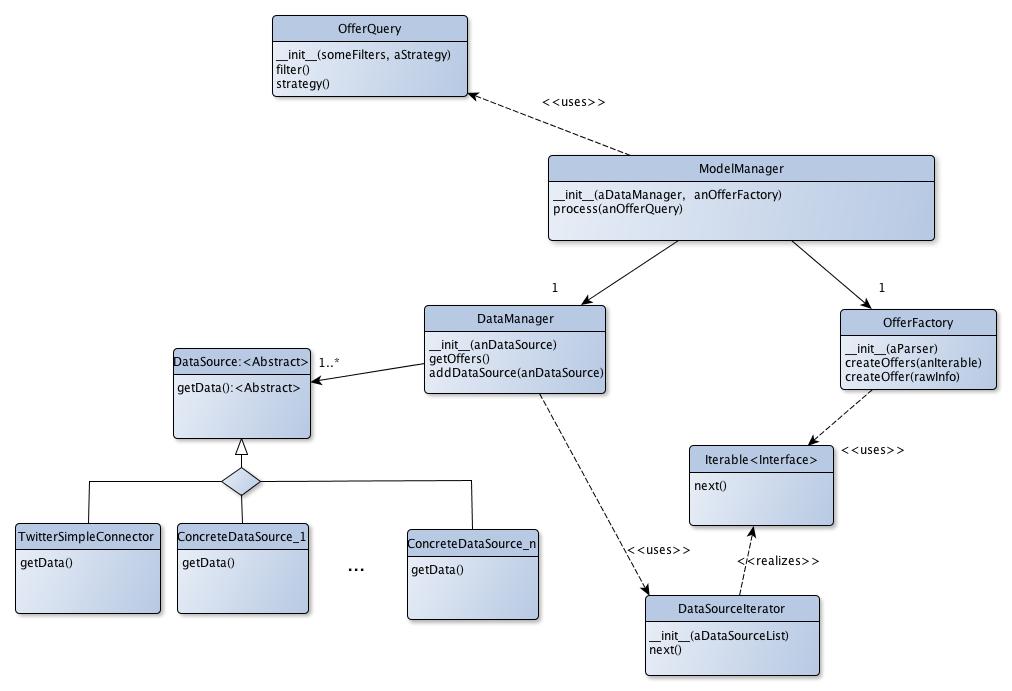 OfferQuery
__init__(someFilters, aStrategy)
filter()
strategy()
<<uses>>
ModelManager
__init__(aDataManager,  anOfferFactory)
process(anOfferQuery)
1
1
DataManager
__init__(anDataSource)
getOffers()
addDataSource(anDataSource)
OfferFactory
__init__(aParser)
createOffers(anIterable)
createOffer(rawInfo)
DataSource:<Abstract>
getData():<Abstract>
1..*
<<uses>>
Iterable<Interface>
next()
TwitterSimpleConnector
getData()
ConcreteDataSource_1
getData()
...
ConcreteDataSource_n
getData()
<<uses>>
<<realizes>>
DataSourceIterator
__init__(aDataSourceList)
next()